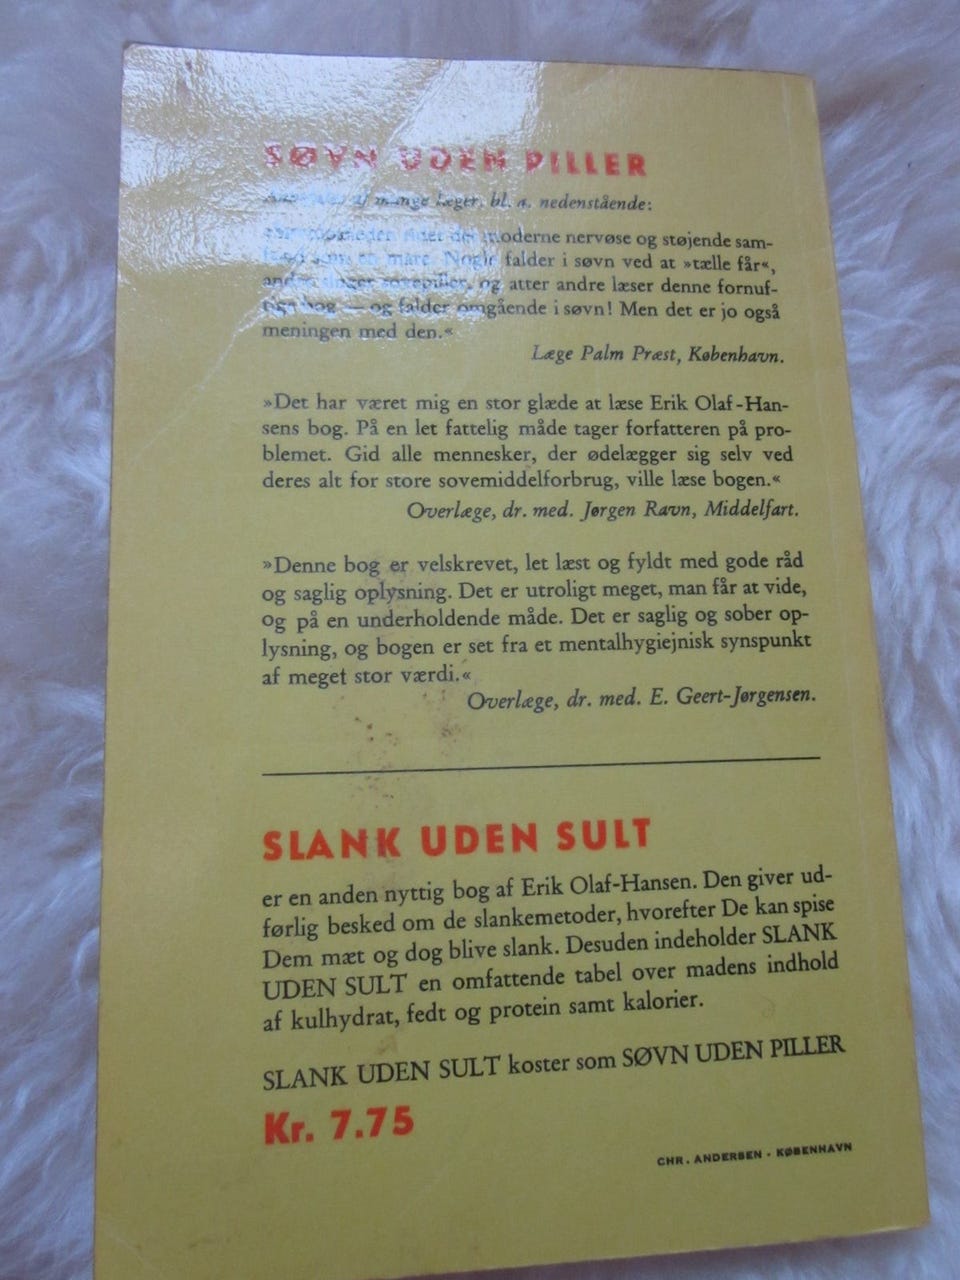 SØVN UDEN PILLER
Anbefales af mange læger, bl. a. nedenstående:
moderne nervøse og støjende sam-
fund som en mare. Nogle falder i søvn ved at »tælle får«,
andre sluger sovepiller, og atter andre læser denne fornuf-
tige bog — og falder omgående i søvn! Men det er jo også
meningen med den.«
Læge Palm Præst, København.
»Det har været mig en stor glæde at læse Erik Olaf-Han-
sens bog. På en let fattelig måde tager forfatteren på pro-
blemet. Gid alle mennesker, der ødelægger sig selv ved
deres alt for store sovemiddelforbrug, ville læse bogen.«
Overlæge, dr. med. Jørgen Ravn, Middelfart.
»Denne bog er velskrevet, let læst og fyldt med gode råd
og saglig oplysning. Det er utroligt meget, man får at vide,
og på en underholdende måde. Det er saglig og sober op-
lysning, og bogen er set fra et mentalhygiejnisk synspunkt
af meget stor værdi.«
Overlæge, dr. med. E. Geert-Jørgensen.
SLANK UDEN SULT
er en anden nyttig bog af Erik Olaf-Hansen. Den giver ud-
førlig besked om de slankemetoder, hvorefter De kan spise
Dem mæt og dog blive slank. Desuden indeholder SLANK
UDEN SULT en omfattende tabel over madens indhold
af kulhydrat, fedt og protein samt kalorier.
SLANK UDEN SULT koster som SØVN UDEN PILLER
Kr. 7.75
CHR. ANDERSEN - KØBENHAVN